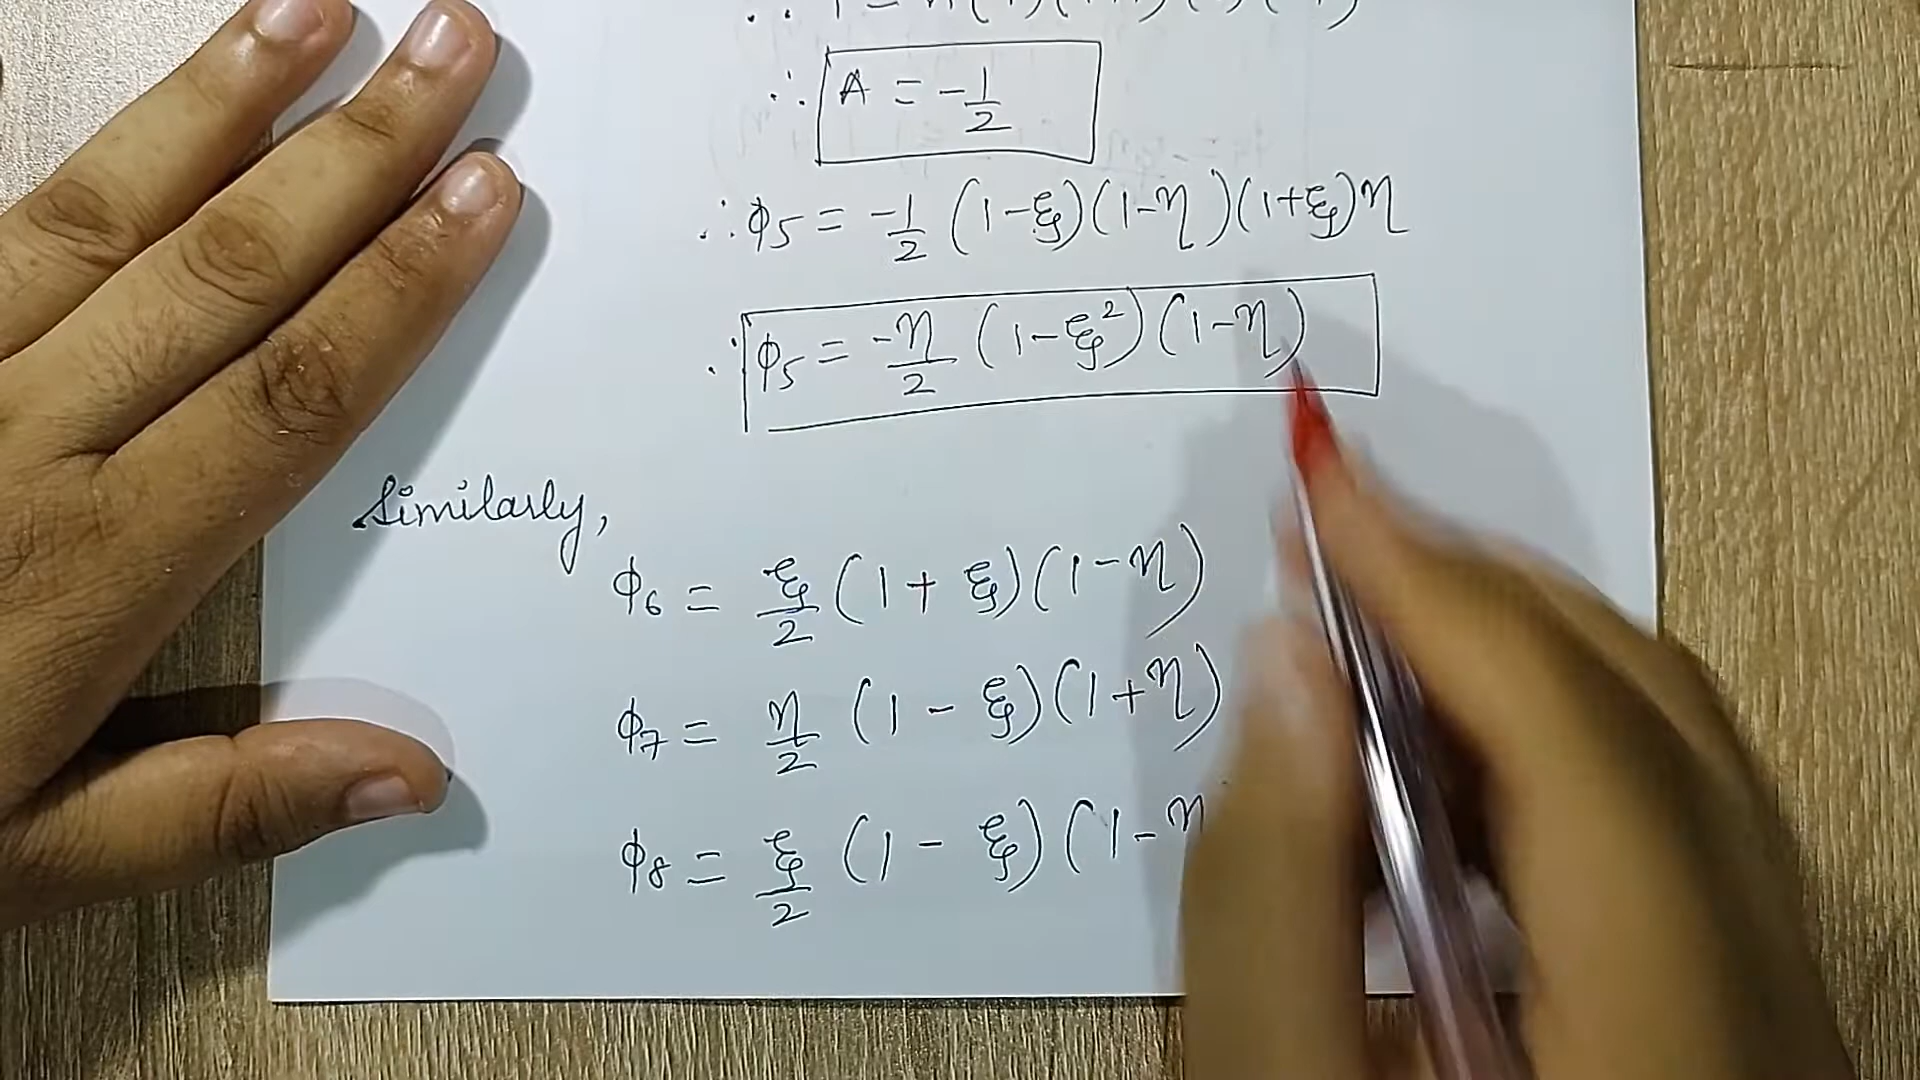 ∴ A = -1/2
∴ ϕ5 = -1/2 (1-ξ)(1-η)(1+ξ)η
∴ ϕ5 = -η/2 (1-ξ²)(1-η)
Similarly,
ϕ6 = ξ/2 (1+ξ)(1-η)
ϕ7 = η/2 (1-ξ)(1+η)
ϕ8 = ξ/2 (1-ξ)(1-η